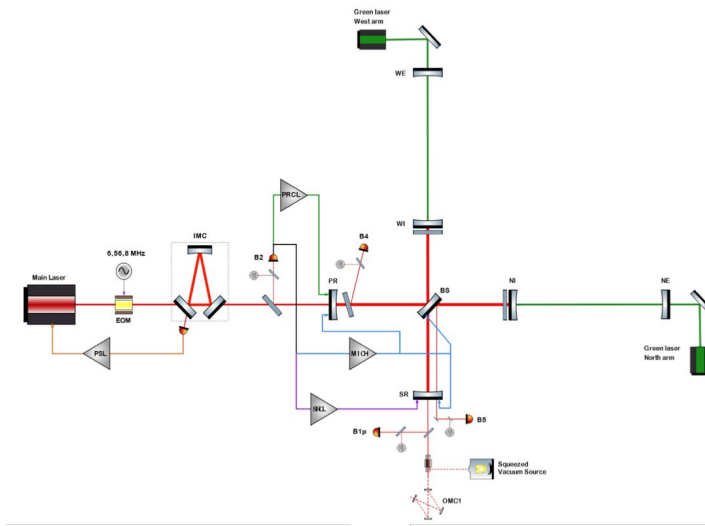 Green laser
West arm
WE
PRCL
WI
IMC
B2
B4
6,56,8 MHz
PR
BS
NI
NE
Main Laser
EOM
PSL
MICH
Green laser
North arm
SR
SRCL
B1p
B5
Squeezed
Vacuum Source
OMC1